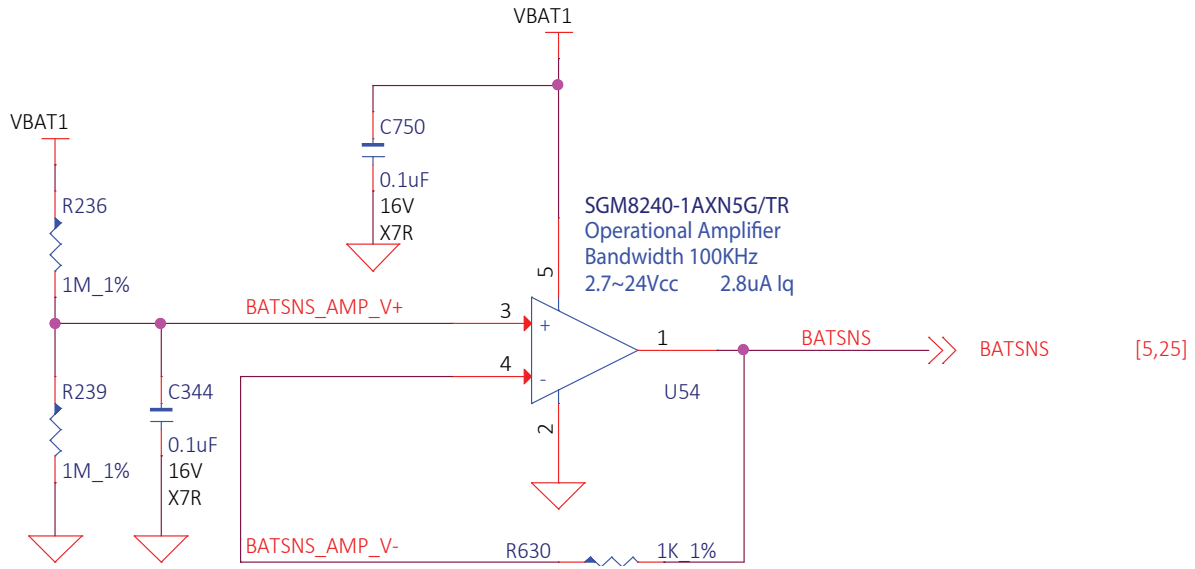 VBAT1
VBAT1
C750
0.1uF
16V
X7R
R236
1M_1%
SGM8240-1AXN5G/TR
Operational Amplifier
Bandwidth 100KHz
2.7~24Vcc 2.8uA Iq
5
BATSNS_AMP_V+
3
+
1
BATSNS
BATSNS
[5,25]
4
-
U54
2
R239
1M_1%
C344
0.1uF
16V
X7R
BATSNS_AMP_V-
R630
1K_1%